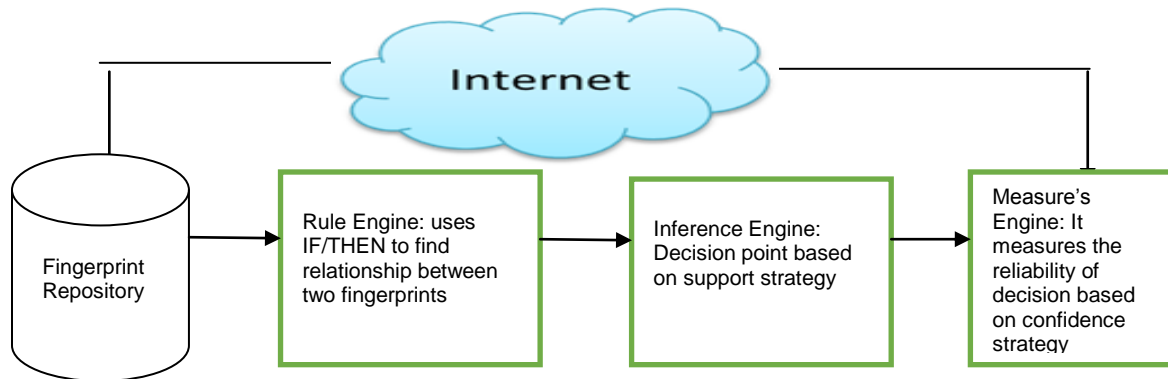 Internet
Fingerprint
Repository
Rule Engine: uses
IF/THEN to find
relationship between
two fingerprints
Inference Engine:
Decision point based
on support strategy
Measure’s
Engine: It
measures the
reliability of
decision based
on confidence
strategy